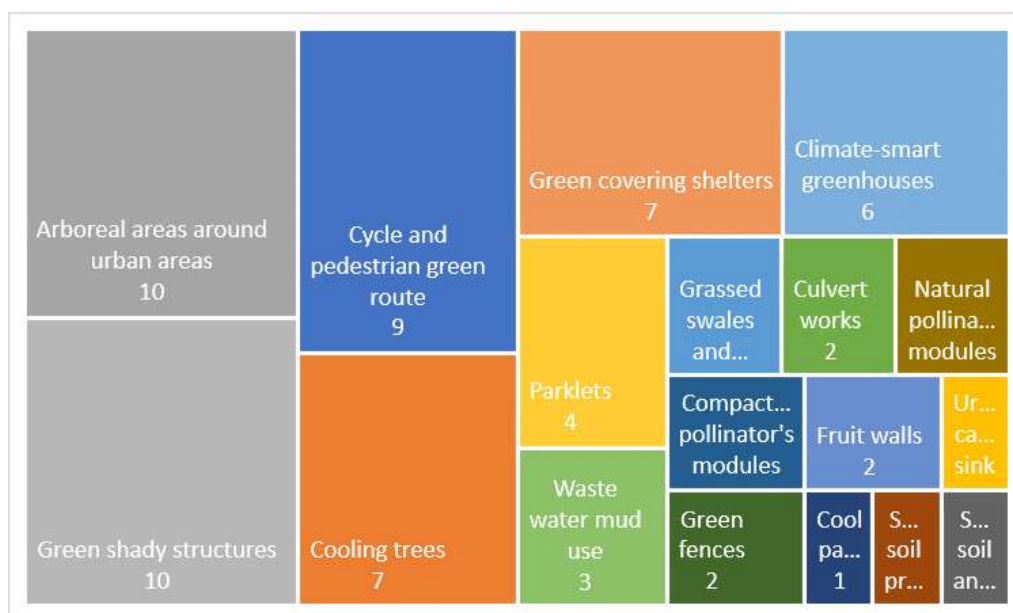 Arboreal areas around
urban areas
10
Green shady structures
10
Cycle and
pedestrian green
route
9
Cooling trees
7
Green covering shelters
7
Climate-smart
greenhouses
6
Parklets
4
Waste
water mud
use
3
Grassed
swales
and...
Culvert
works
2
Natural
pollina...
modules
Compact...
pollinator's
modules
Fruit walls
2
Ur...
ca...
sink
Green
fences
2
Cool
pa...
1
S...
soil
pr...
S...
soil
an...